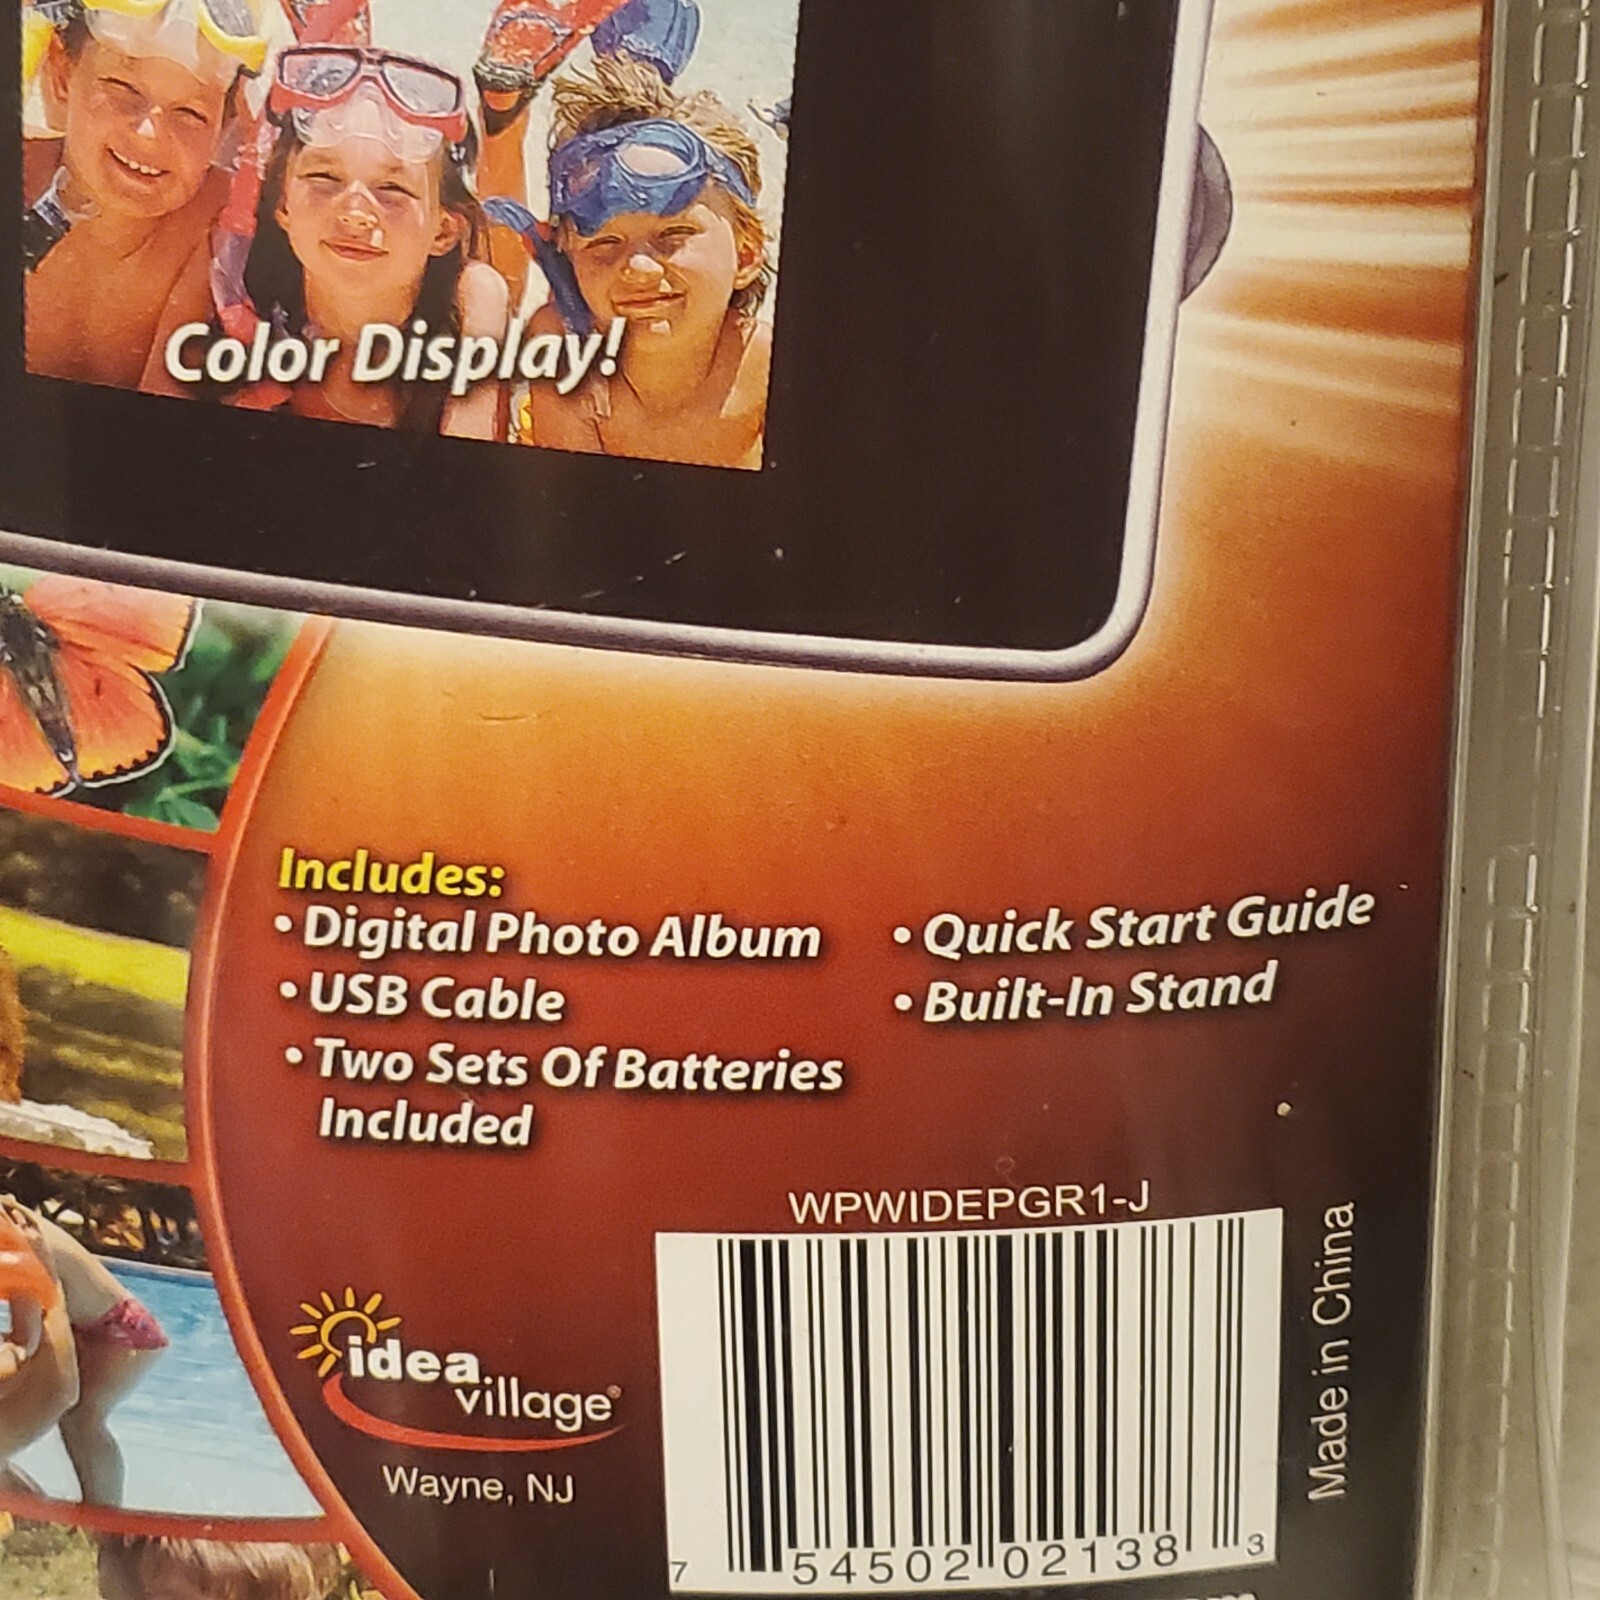 Color Display!
Includes:
• Digital Photo Album
• USB Cable
• Two Sets Of Batteries
Included
• Quick Start Guide
• Built-In Stand
WPWIDEPGR1-J
idea
village®
Wayne, NJ
7 54502 02138 3
Made in China